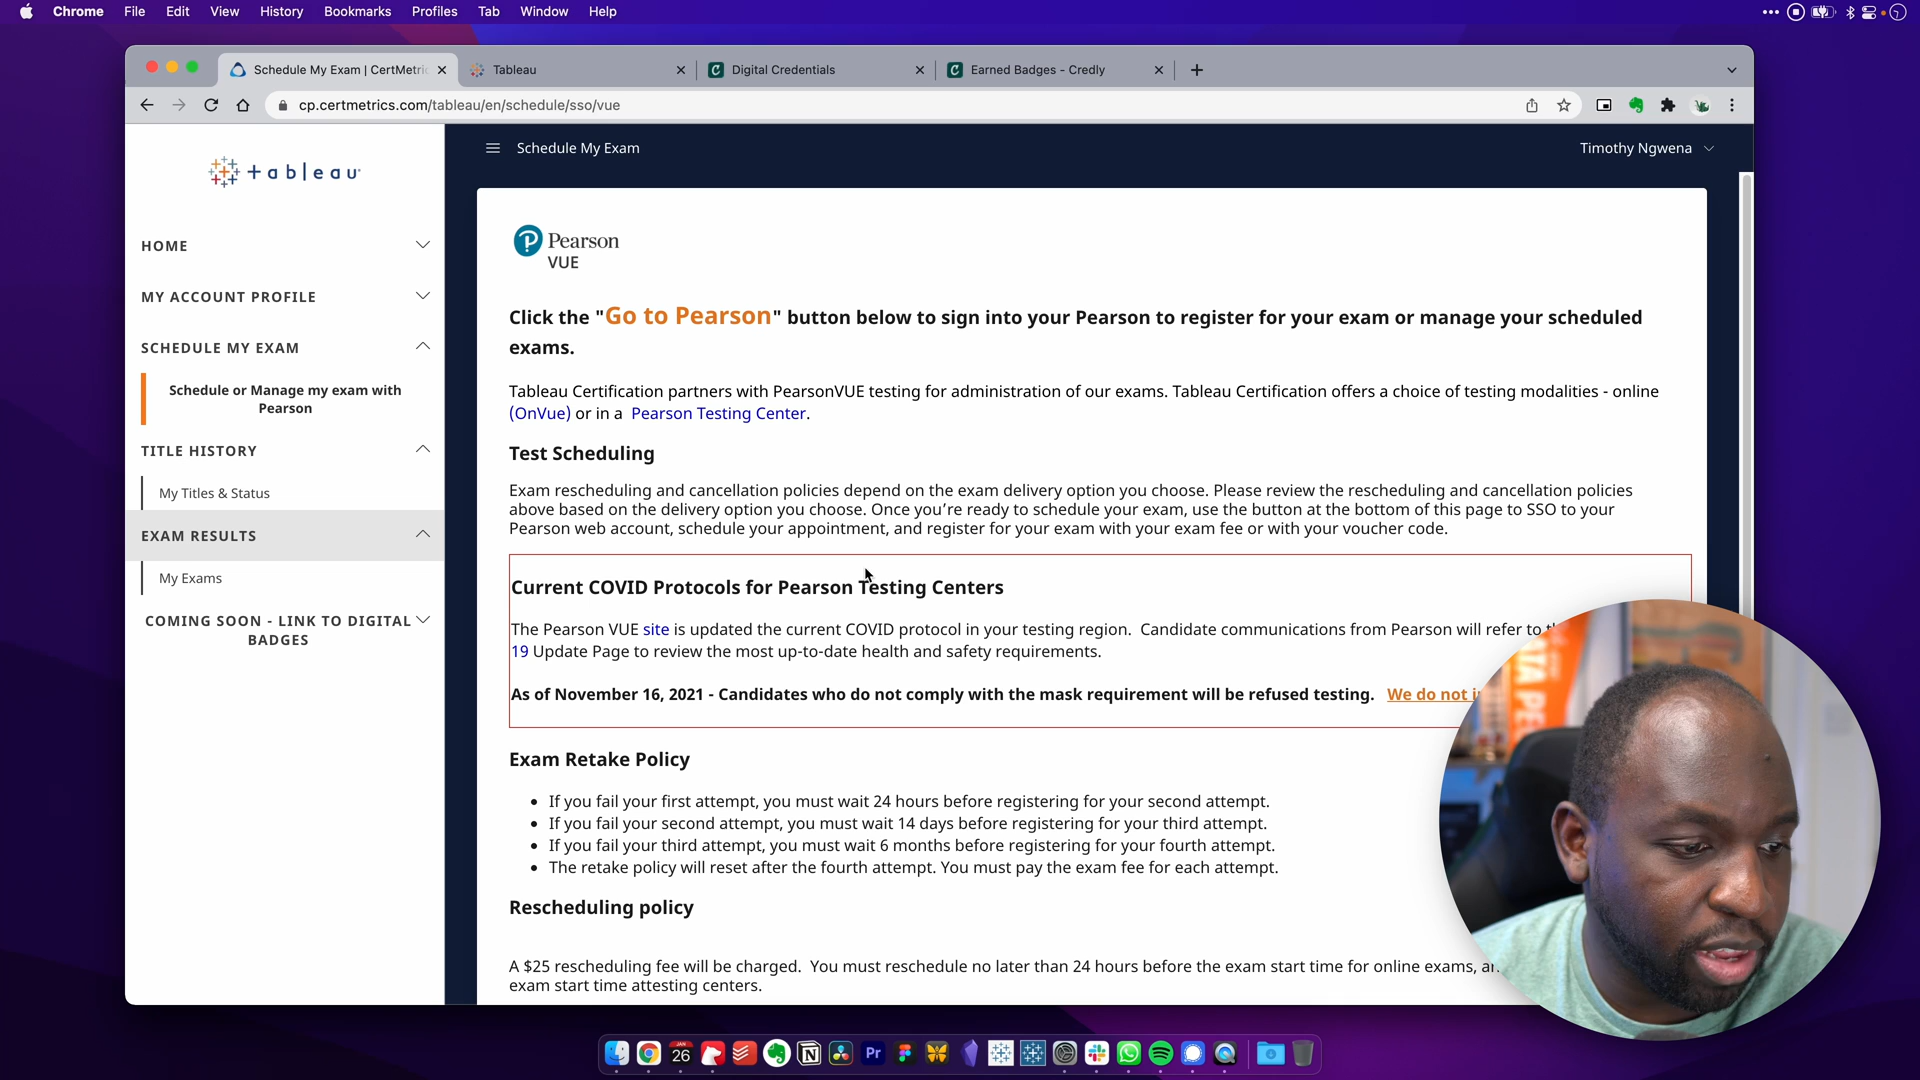 Chrome File Edit View History Bookmarks Profiles Tab Window Help
Schedule My Exam | CertMetri
Tableau
Digital Credentials
Earned Badges - Credly
cp.certmetrics.com/tableau/en/schedule/sso/vue
+ableau
Schedule My Exam
Timothy Ngwena
HOME
MY ACCOUNT PROFILE
SCHEDULE MY EXAM
Schedule or Manage my exam with
Pearson
TITLE HISTORY
My Titles & Status
EXAM RESULTS
My Exams
COMING SOON - LINK TO DIGITAL
BADGES
Pearson
VUE
Click the "Go to Pearson" button below to sign into your Pearson to register for your exam or manage your scheduled
exams.
Tableau Certification partners with PearsonVUE testing for administration of our exams. Tableau Certification offers a choice of testing modalities - online
(OnVue) or in a Pearson Testing Center.
Test Scheduling
Exam rescheduling and cancellation policies depend on the exam delivery option you choose. Please review the rescheduling and cancellation policies
above based on the delivery option you choose. Once you're ready to schedule your exam, use the button at the bottom of this page to SSO to your
Pearson web account, schedule your appointment, and register for your exam with your exam fee or with your voucher code.
Current COVID Protocols for Pearson Testing Centers
The Pearson VUE site is updated the current COVID protocol in your testing region. Candidate communications from Pearson will refer to
19 Update Page to review the most up-to-date health and safety requirements.
As of November 16, 2021 - Candidates who do not comply with the mask requirement will be refused testing. We do not
Exam Retake Policy
If you fail your first attempt, you must wait 24 hours before registering for your second attempt.
If you fail your second attempt, you must wait 14 days before registering for your third attempt.
If you fail your third attempt, you must wait 6 months before registering for your fourth attempt.
The retake policy will reset after the fourth attempt. You must pay the exam fee for each attempt.
Rescheduling policy
A $25 rescheduling fee will be charged. You must reschedule no later than 24 hours before the exam start time for online exams,
exam start time attesting centers.
JAN
26
Pr